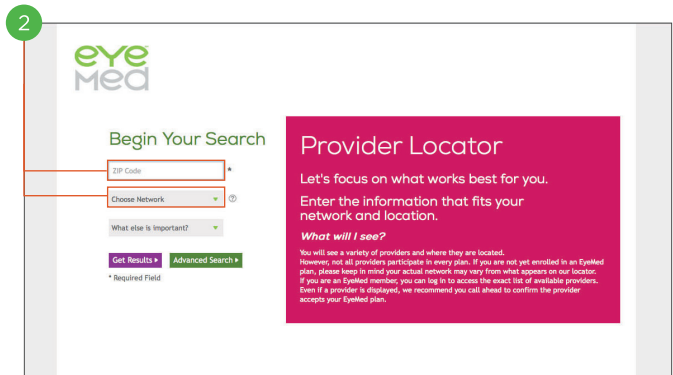 2
eye
Med
Begin Your Search
ZIP Code *
Choose Network ?
What else is important?
Get Results Advanced Search
* Required Field
Provider Locator
Let's focus on what works best for you.
Enter the information that fits your
network and location.
What will I see?
You will see a variety of providers and where they are located.
However, not all providers participate in every plan. If you are not yet enrolled in an EyeMed
plan, please keep in mind your actual network may vary from what appears on our locator.
If you are an EyeMed member, you can log in to access the exact list of available providers.
Even if a provider is displayed, we recommend you call ahead to confirm the provider
accepts your EyeMed plan.